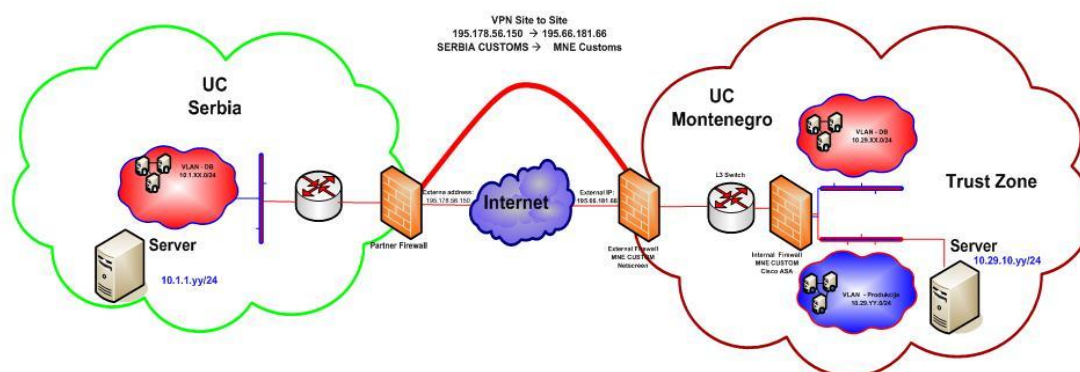 VPN Site to Site
195.178.56.150 → 195.66.181.66
SERBIA CUSTOMS → MNE Customs
UC
Serbia
VLAN - DB
10.1.XX.0/24
Server
10.1.1.yy/24
Partner Firewall
Externa address:
195.178.56.150
Internet
External IP:
195.66.181.66
External Firewall
MNE CUSTOM
Netscreen
UC
Montenegro
L3 Switch
Internal Firewall
MNE CUSTOM
Cisco ASA
VLAN - DB
10.29.XX.0/24
Trust Zone
Server
10.29.10.yy/24
VLAN - Produkcija
10.29.YY.0/24